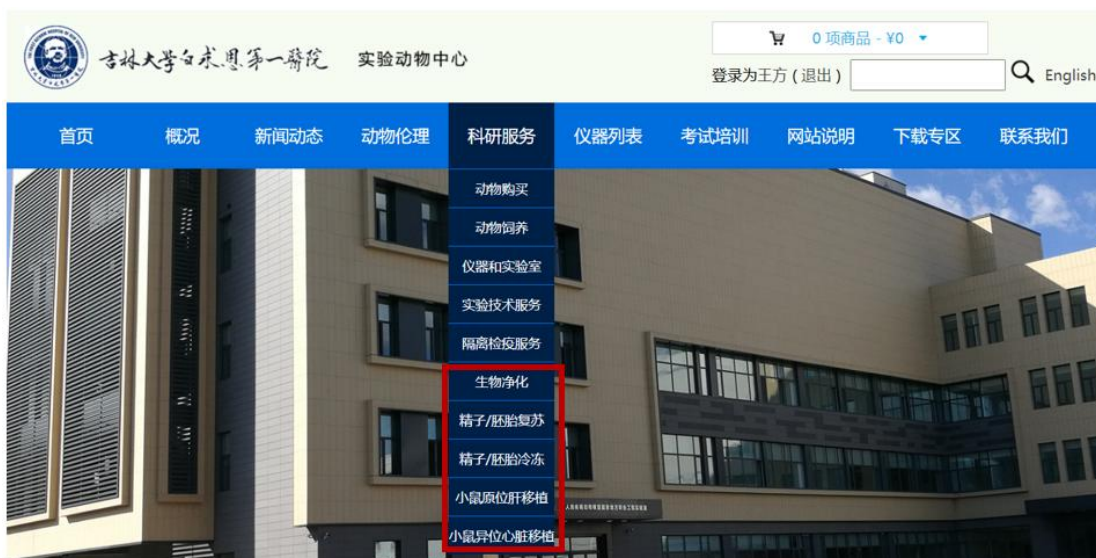 吉林大学白求恩第一醫院 实验动物中心
0 项商品 - ¥0
登录为王方 ( 退出 )
English
首页 概况 新闻动态 动物伦理 科研服务 仪器列表 考试培训 网站说明 下载专区 联系我们
动物购买
动物饲养
仪器和实验室
实验技术服务
隔离检疫服务
生物净化
精子/胚胎复苏
精子/胚胎冷冻
小鼠原位肝移植
小鼠异位心脏移植